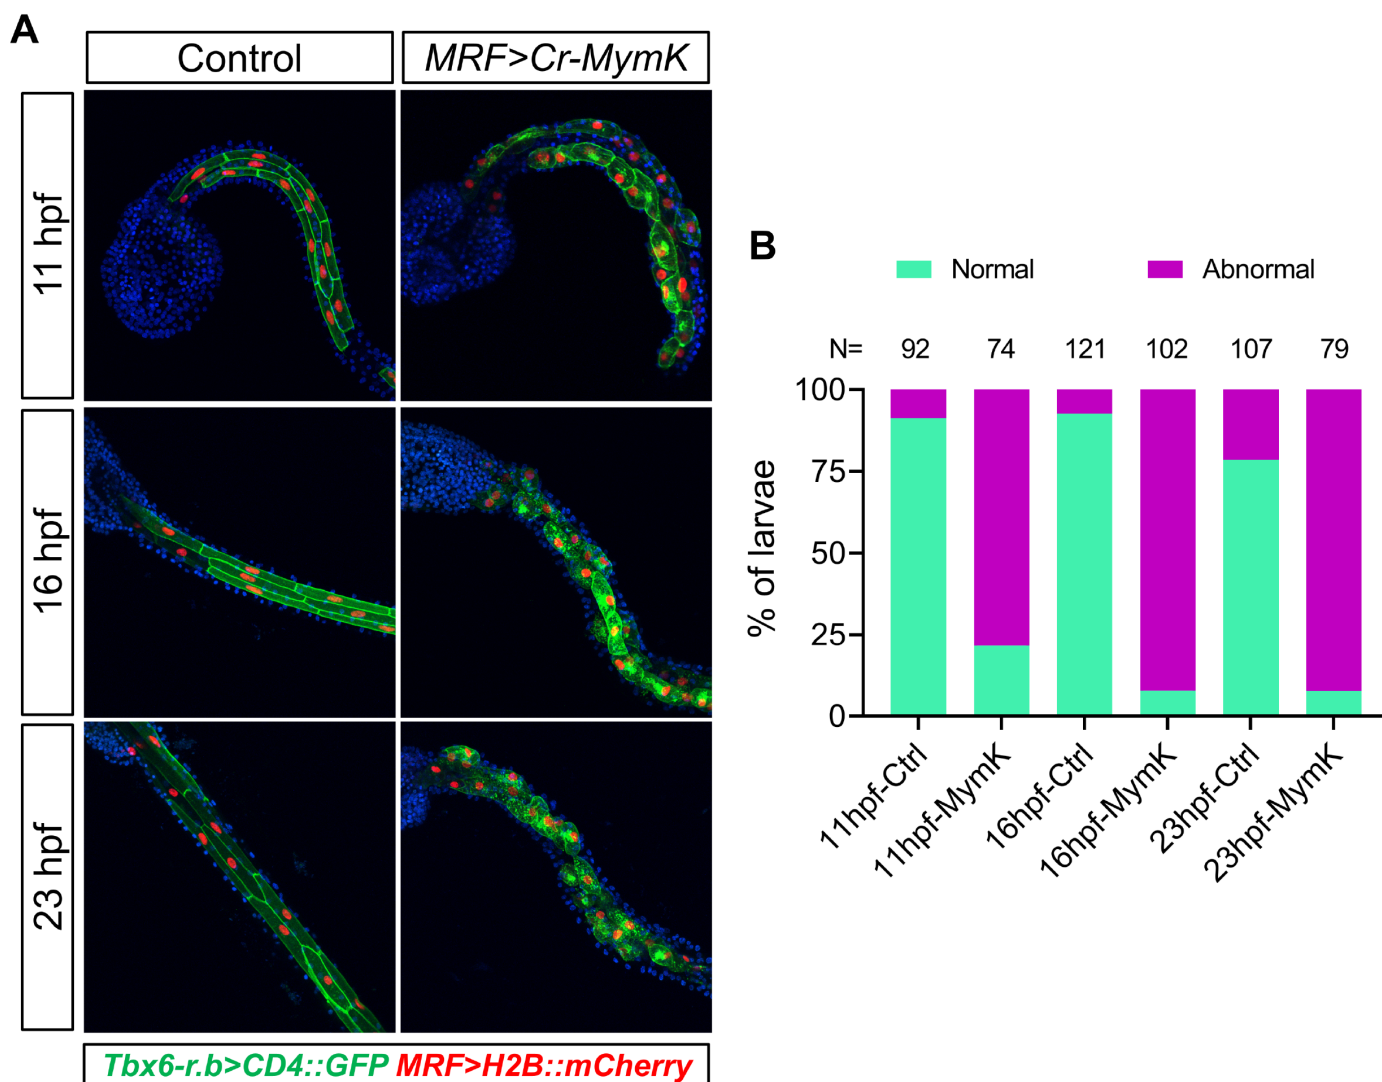 A
Control
MRF>Cr-MymK
11 hpf
16 hpf
23 hpf
Tbx6-r.b>CD4::GFP MRF>H2B::mCherry
B
Normal
Abnormal
N= 92 74 121 102 107 79
% of larvae
100
75
50
25
0
11hpf-Ctrl
11hpf-MymK
16hpf-Ctrl
16hpf-MymK
23hpf-Ctrl
23hpf-MymK